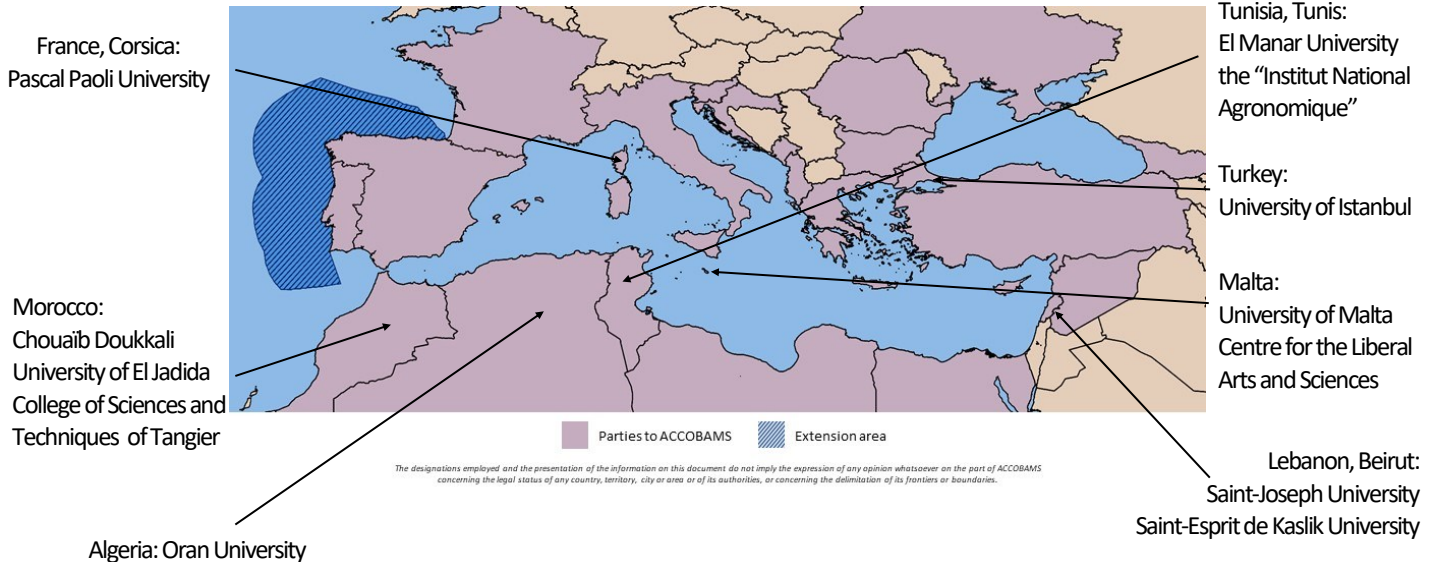 France, Corsica:
Pascal Paoli University
Morocco:
Chouaïb Doukkali
University of El Jadida
College of Sciences and
Techniques of Tangier
Algeria: Oran University
Tunisia, Tunis:
El Manar University
the “Institut National
Agronomique”
Turkey:
University of Istanbul
Malta:
University of Malta
Centre for the Liberal
Arts and Sciences
Lebanon, Beirut:
Saint-Joseph University
Saint-Esprit de Kaslik University
Parties to ACCOBAMS
Extension area
The designations employed and the presentation of the information on this document do not imply the expression of any opinion whatsoever on the part of ACCOBAMS
concerning the legal status of any country, territory, city or area or of its authorities, or concerning the delimitation of its frontiers or boundaries.